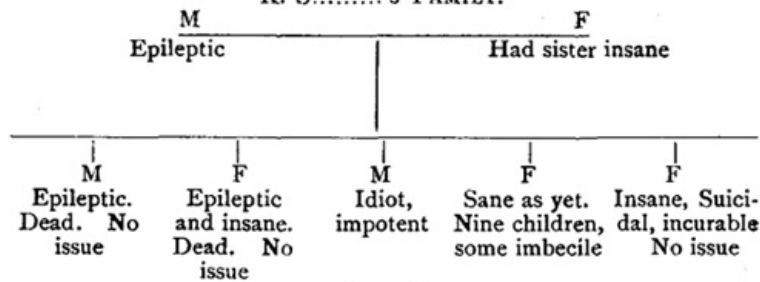 FAMILY.
M F
Epileptic Had sister insane
M F M F F
Epileptic. Epileptic Idiot, Sane as yet. Insane, Suici-
Dead. No and insane. impotent Nine children, dal, incurable
issue Dead. No some imbecile No issue
issue